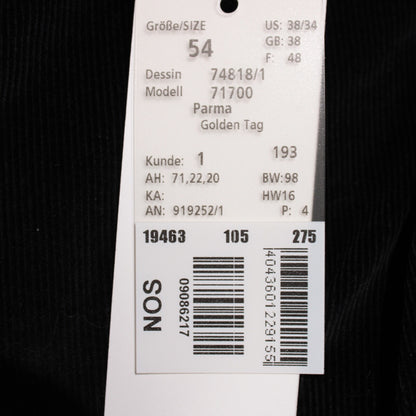 Größe/SIZE US: 38/34
54 GB: 38
F: 48
Dessin 74818/1
Modell 71700
Parma
Golden Tag
Kunde: 1 193
AH: 71,22,20 BW: 98
KA: HW16
AN: 919252/1 P: 4
19463 105 275
NOS
09086217
4043601229155